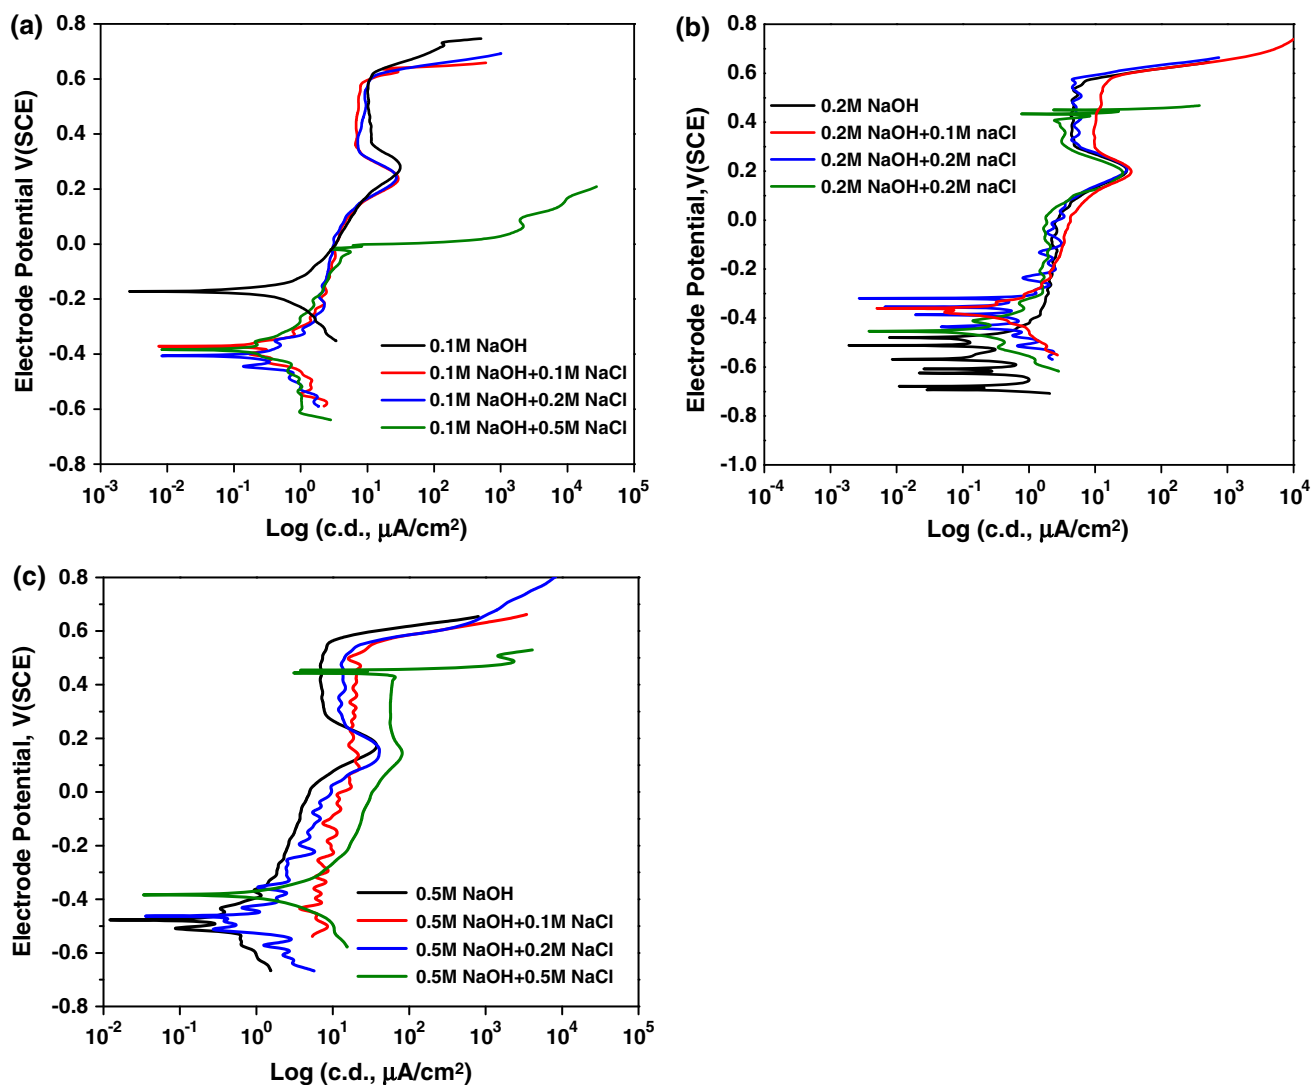 (a)
0.8
0.6
0.4
0.2
0.0
-0.2
-0.4
-0.6
-0.8
Electrode Potential V(SCE)
0.1M NaOH
0.1M NaOH+0.1M NaCl
0.1M NaOH+0.2M NaCl
0.1M NaOH+0.5M NaCl
10⁻³ 10⁻² 10⁻¹ 10⁰ 10¹ 10² 10³ 10⁴ 10⁵
Log (c.d., μA/cm²)
(b)
0.8
0.6
0.4
0.2
0.0
-0.2
-0.4
-0.6
-0.8
-1.0
Electrode Potential,V(SCE)
0.2M NaOH
0.2M NaOH+0.1M naCl
0.2M NaOH+0.2M naCl
0.2M NaOH+0.2M naCl
10⁻⁴ 10⁻³ 10⁻² 10⁻¹ 10⁰ 10¹ 10² 10³ 10⁴
Log (c.d., μA/cm²)
(c)
0.8
0.6
0.4
0.2
0.0
-0.2
-0.4
-0.6
-0.8
Electrode Potential, V(SCE)
0.5M NaOH
0.5M NaOH+0.1M NaCl
0.5M NaOH+0.2M NaCl
0.5M NaOH+0.5M NaCl
10⁻² 10⁻¹ 10⁰ 10¹ 10² 10³ 10⁴ 10⁵
Log (c.d., μA/cm²)